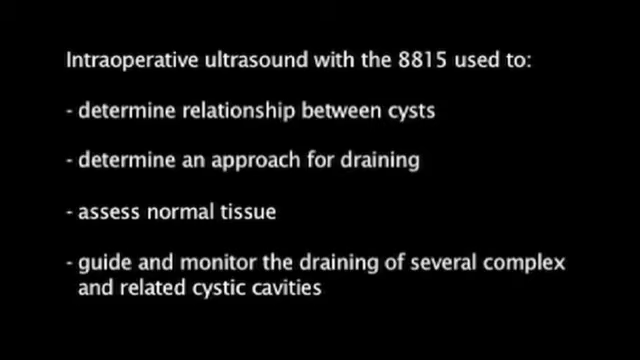 Intraoperative ultrasound with the 8815 used to:
- determine relationship between cysts
- determine an approach for draining
- assess normal tissue
- guide and monitor the draining of several complex
and related cystic cavities